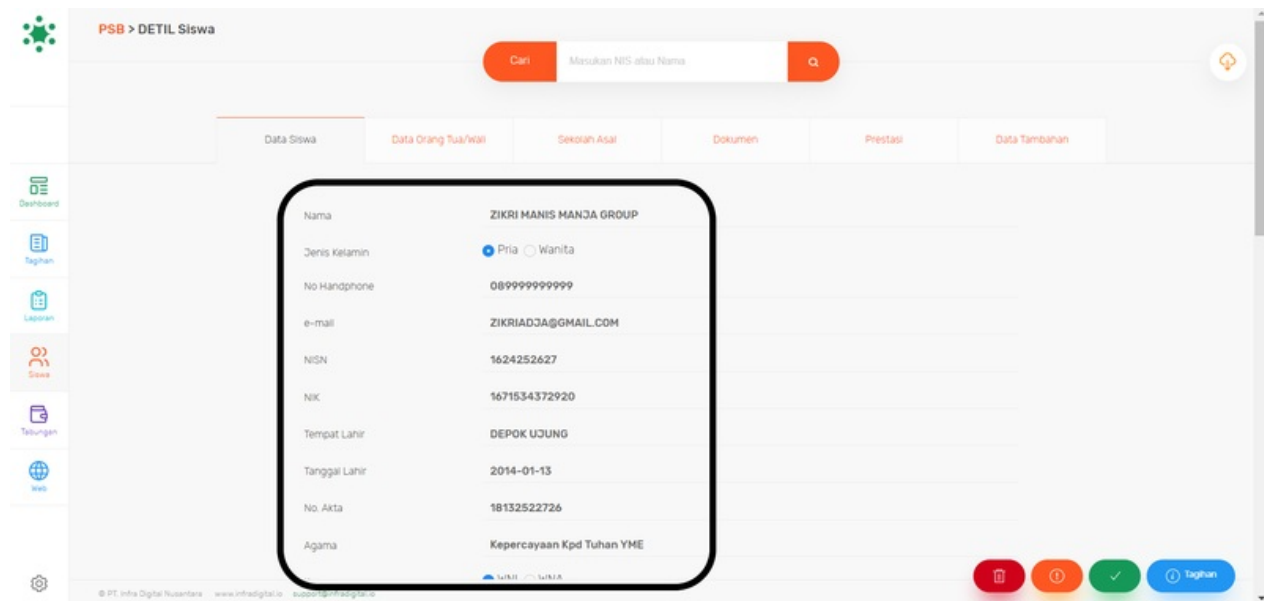 PSB > DETIL Siswa
Cari Masukan NIS atau Nama
Data Siswa Data Orang Tua/Wali Sekolah Asal Dokumen Prestasi Data Tambahan
Dashboard
Tagihan
Laporan
Siswa
Tabungan
Web
Nama ZIKRI MANIS MANJA GROUP
Jenis Kelamin Pria Wanita
No Handphone 089999999999
e-mail ZIKRIADJA@GMAIL.COM
NISN 1624252627
NIK 1671534372920
Tempat Lahir DEPOK UJUNG
Tanggal Lahir 2014-01-13
No. Akta 18132522726
Agama Kepercayaan Kpd Tuhan YME
WNI WNA
Tagihan
© PT. Infra Digital Nusantara www.infradigital.io support@infradigital.io